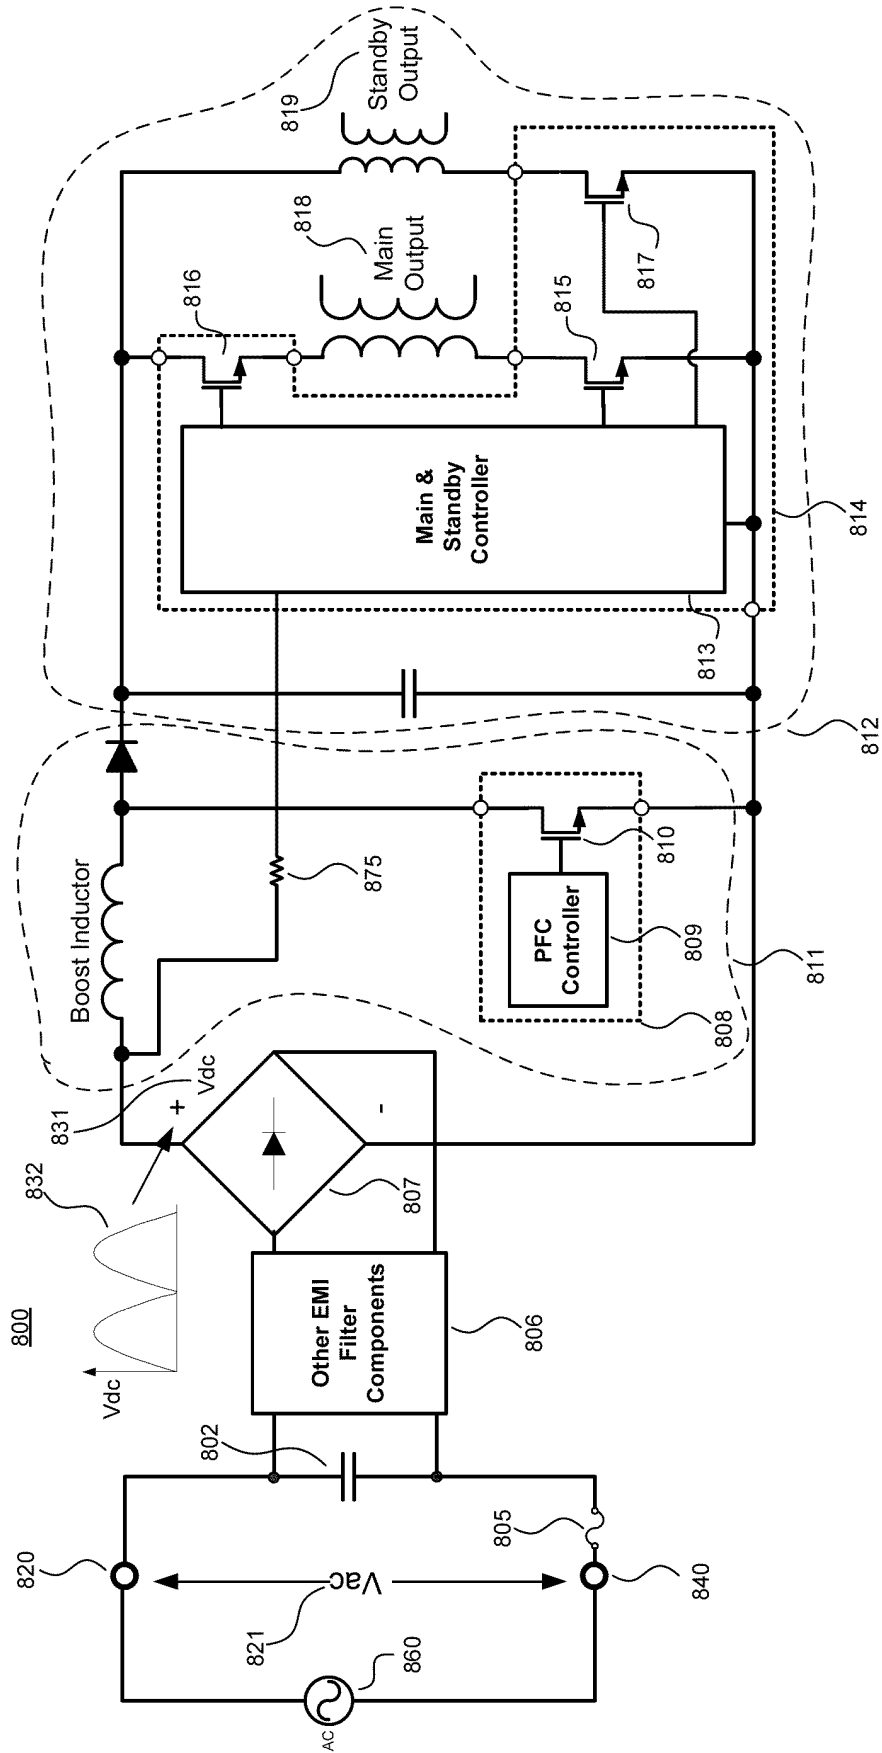 800
AC
860
Vac
821
820
840
805
802
Other EMI
Filter
Components
806
Vdc
832
831
Vdc
+
-
807
Boost Inductor
875
PFC
Controller
809
810
808
811
812
Main &
Standby
Controller
813
814
816
815
817
818
Main
Output
819
Standby
Output